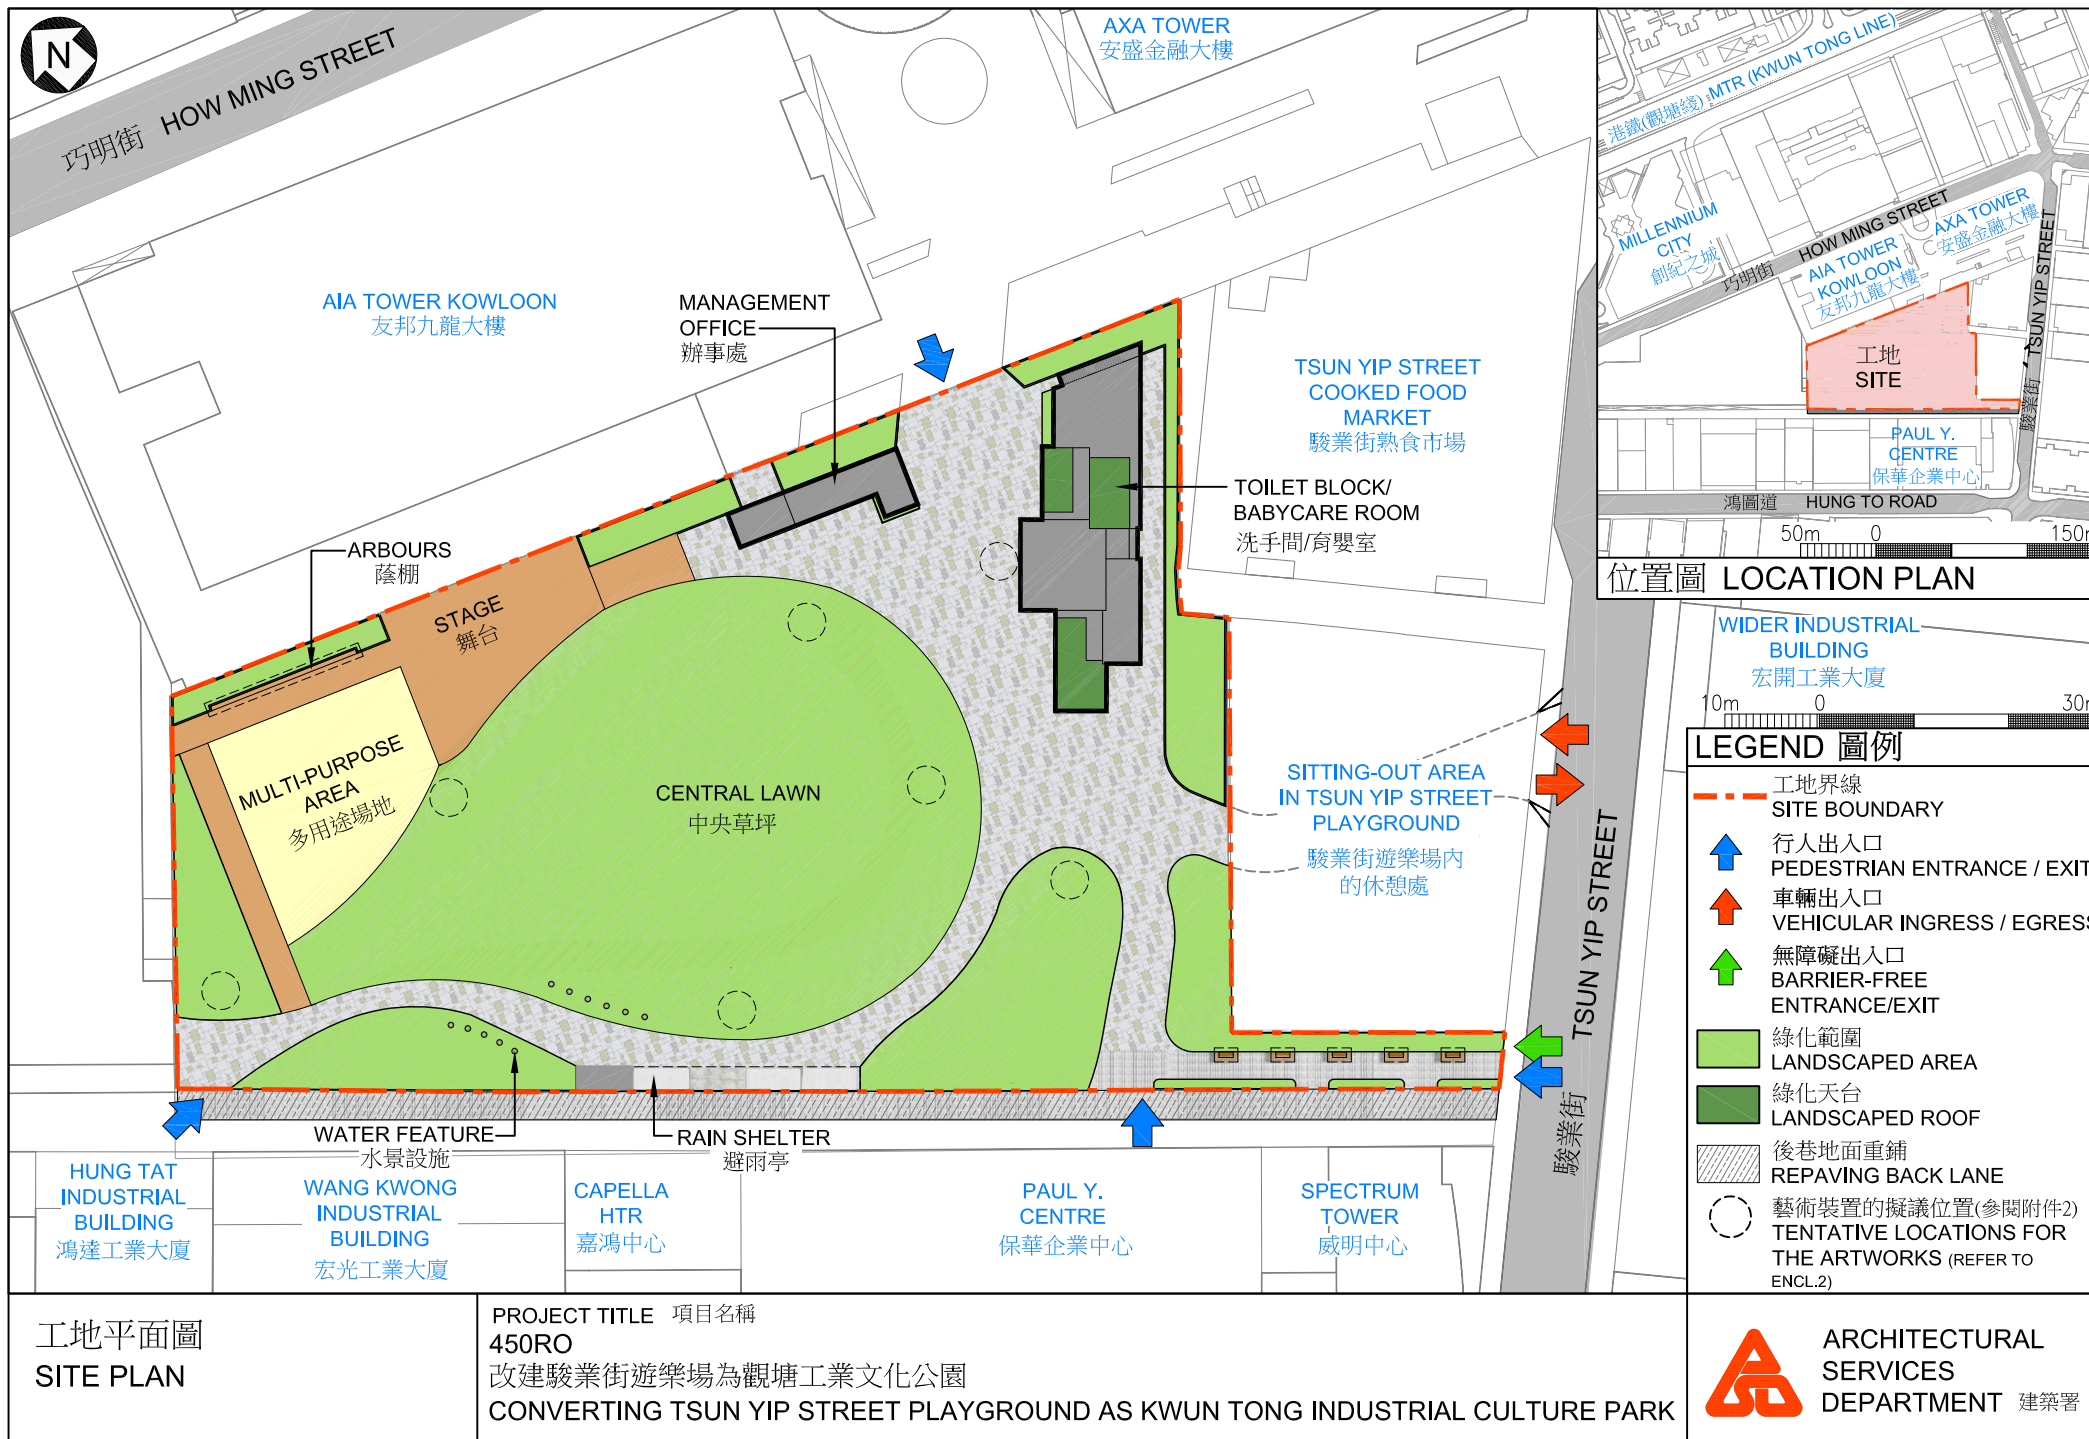 N
巧明街 HOW MING STREET
AXA TOWER
安盛金融大樓
AIA TOWER KOWLOON
友邦九龍大樓
MANAGEMENT
OFFICE
辦事處
TSUN YIP STREET
COOKED FOOD
MARKET
駿業街熟食市場
TOILET BLOCK/
BABYCARE ROOM
洗手間/育嬰室
ARBOURS
蔭棚
STAGE
舞台
MULTI-PURPOSE
AREA
多用途場地
CENTRAL LAWN
中央草坪
SITTING-OUT AREA
IN TSUN YIP STREET
PLAYGROUND
駿業街遊樂場內
的休憩處
TSUN YIP STREET
駿業街
WATER FEATURE
水景設施
RAIN SHELTER
避雨亭
HUNG TAT
INDUSTRIAL
BUILDING
鴻達工業大廈
WANG KWONG
INDUSTRIAL
BUILDING
宏光工業大廈
CAPELLA
HTR
嘉鴻中心
PAUL Y.
CENTRE
保華企業中心
SPECTRUM
TOWER
威明中心
港鐵(觀塘綫) MTR (KWUN TONG LINE)
MILLENNIUM
CITY
創紀之城
巧明街 HOW MING STREET
AIA TOWER
KOWLOON
友邦九龍大樓
AXA TOWER
安盛金融大樓
駿業街 TSUN YIP STREET
工地
SITE
PAUL Y.
CENTRE
保華企業中心
鴻圖道 HUNG TO ROAD
50m 0 150m
位置圖 LOCATION PLAN
WIDER INDUSTRIAL
BUILDING
宏開工業大廈
10m 0 30m
LEGEND 圖例
工地界線
SITE BOUNDARY
行人出入口
PEDESTRIAN ENTRANCE / EXIT
車輛出入口
VEHICULAR INGRESS / EGRESS
無障礙出入口
BARRIER-FREE
ENTRANCE/EXIT
綠化範圍
LANDSCAPED AREA
綠化天台
LANDSCAPED ROOF
後巷地面重鋪
REPAVING BACK LANE
藝術裝置的擬議位置(參閱附件2)
TENTATIVE LOCATIONS FOR
THE ARTWORKS (REFER TO
ENCL.2)
工地平面圖
SITE PLAN
PROJECT TITLE 項目名稱
450RO
改建駿業街遊樂場為觀塘工業文化公園
CONVERTING TSUN YIP STREET PLAYGROUND AS KWUN TONG INDUSTRIAL CULTURE PARK
ARCHITECTURAL
SERVICES
DEPARTMENT 建築署